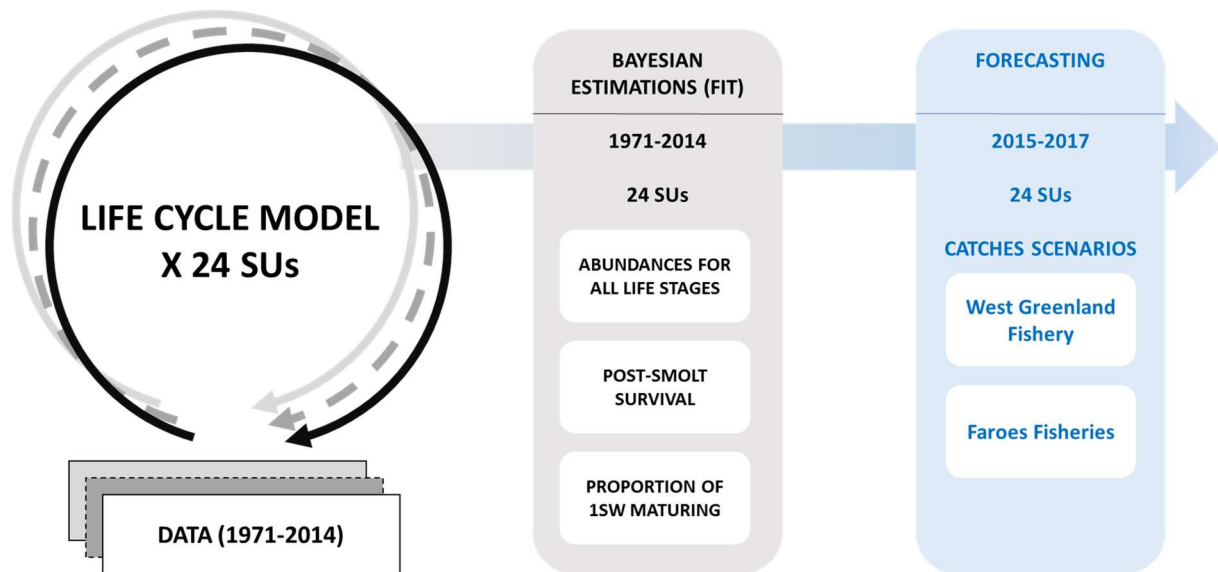 LIFE CYCLE MODEL
X 24 SUs
DATA (1971-2014)
BAYESIAN
ESTIMATIONS (FIT)
1971-2014
24 SUs
ABUNDANCES FOR
ALL LIFE STAGES
POST-SMOLT
SURVIVAL
PROPORTION OF
1SW MATURING
FORECASTING
2015-2017
24 SUs
CATCHES SCENARIOS
West Greenland
Fishery
Faroes Fisheries